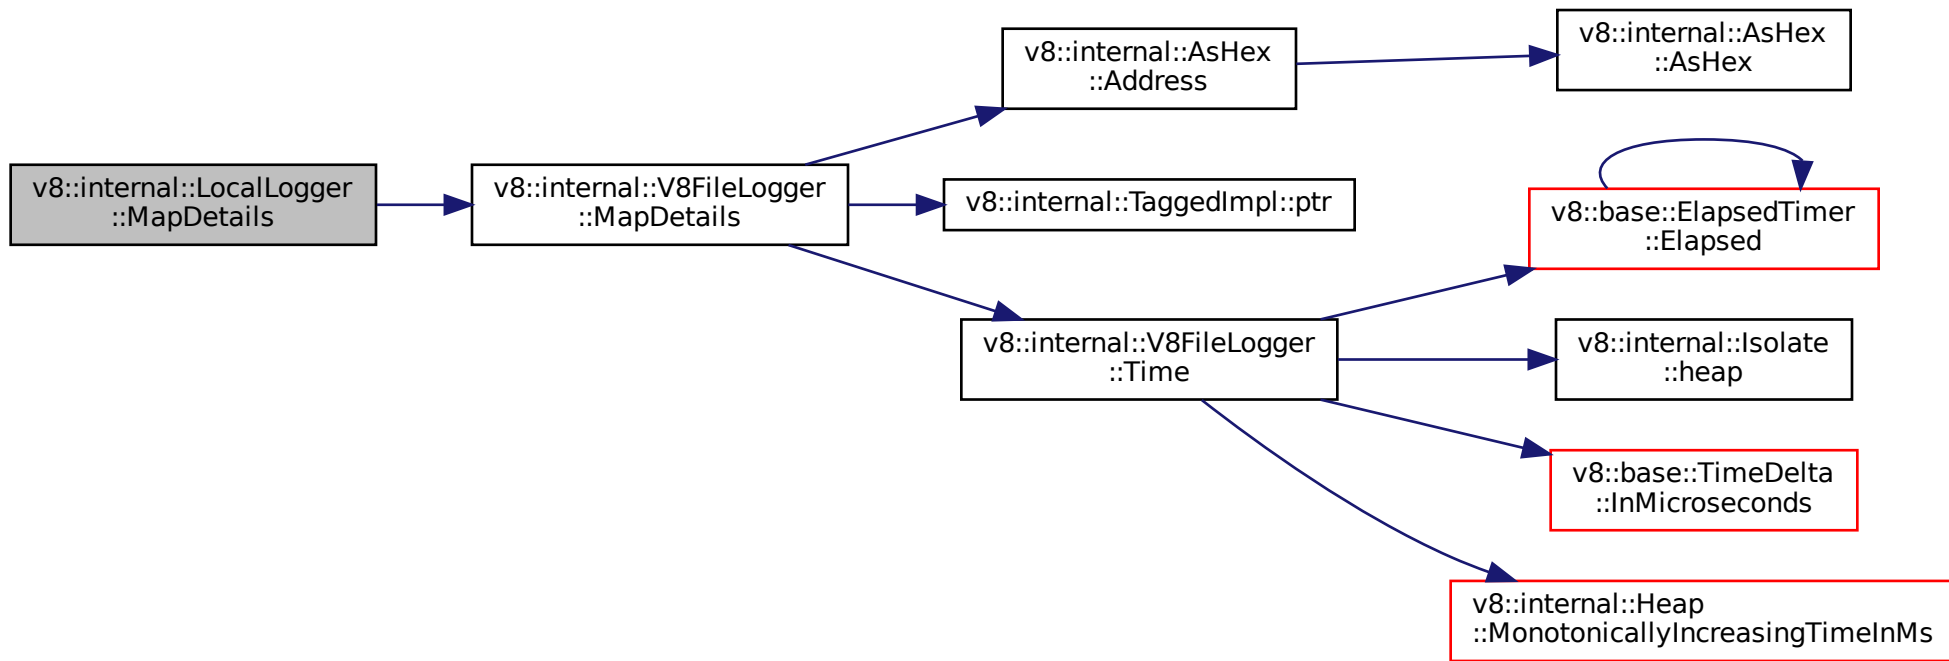 v8::internal::LocalLogger
::MapDetails
v8::internal::V8FileLogger
::MapDetails
v8::internal::AsHex
::Address
v8::internal::AsHex
::AsHex
v8::internal::TaggedImpl::ptr
v8::internal::V8FileLogger
::Time
v8::base::ElapsedTimer
::Elapsed
v8::internal::Isolate
::heap
v8::base::TimeDelta
::InMicroseconds
v8::internal::Heap
::MonotonicallyIncreasingTimeInMs